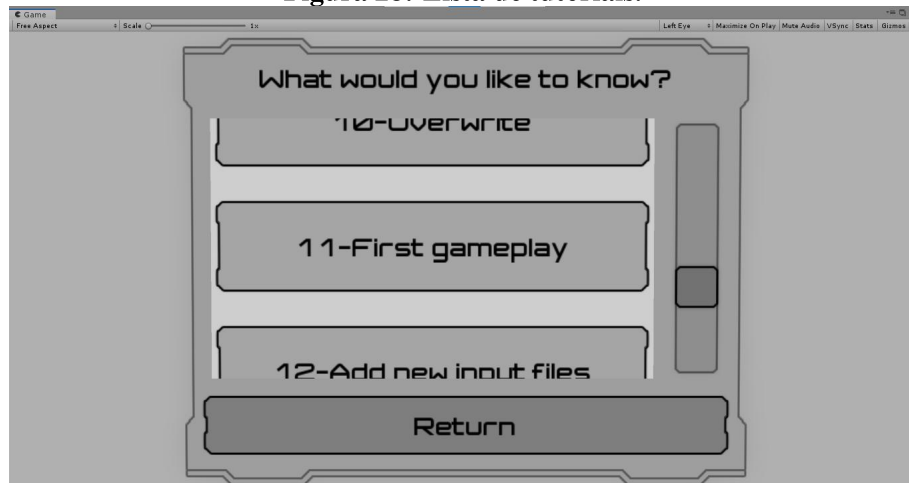 Game
Free Aspect
Scale
1x
Left Eye
Maximize On Play
Mute Audio
VSync
Stats
Gizmos
What would you like to know?
10-Overwrite
11-First gameplay
12-Add new input files
Return